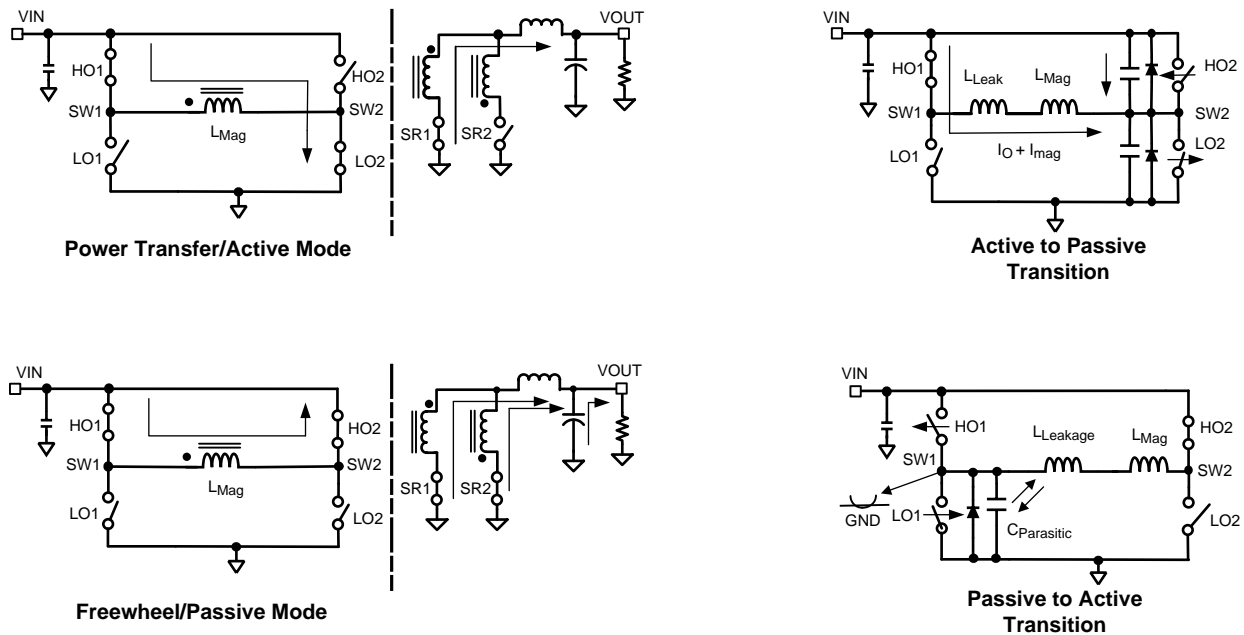 VIN
HO1
HO2
SW1
SW2
LMag
LO1
LO2
SR1
SR2
VOUT
Power Transfer/Active Mode
VIN
HO1
HO2
LLeak
LMag
SW1
SW2
LO1
LO2
IO + Imag
Active to Passive
Transition
VIN
HO1
HO2
SW1
SW2
LMag
LO1
LO2
SR1
SR2
VOUT
Freewheel/Passive Mode
VIN
HO1
HO2
LLeakage
LMag
SW1
SW2
GND
LO1
CParasitic
LO2
Passive to Active
Transition